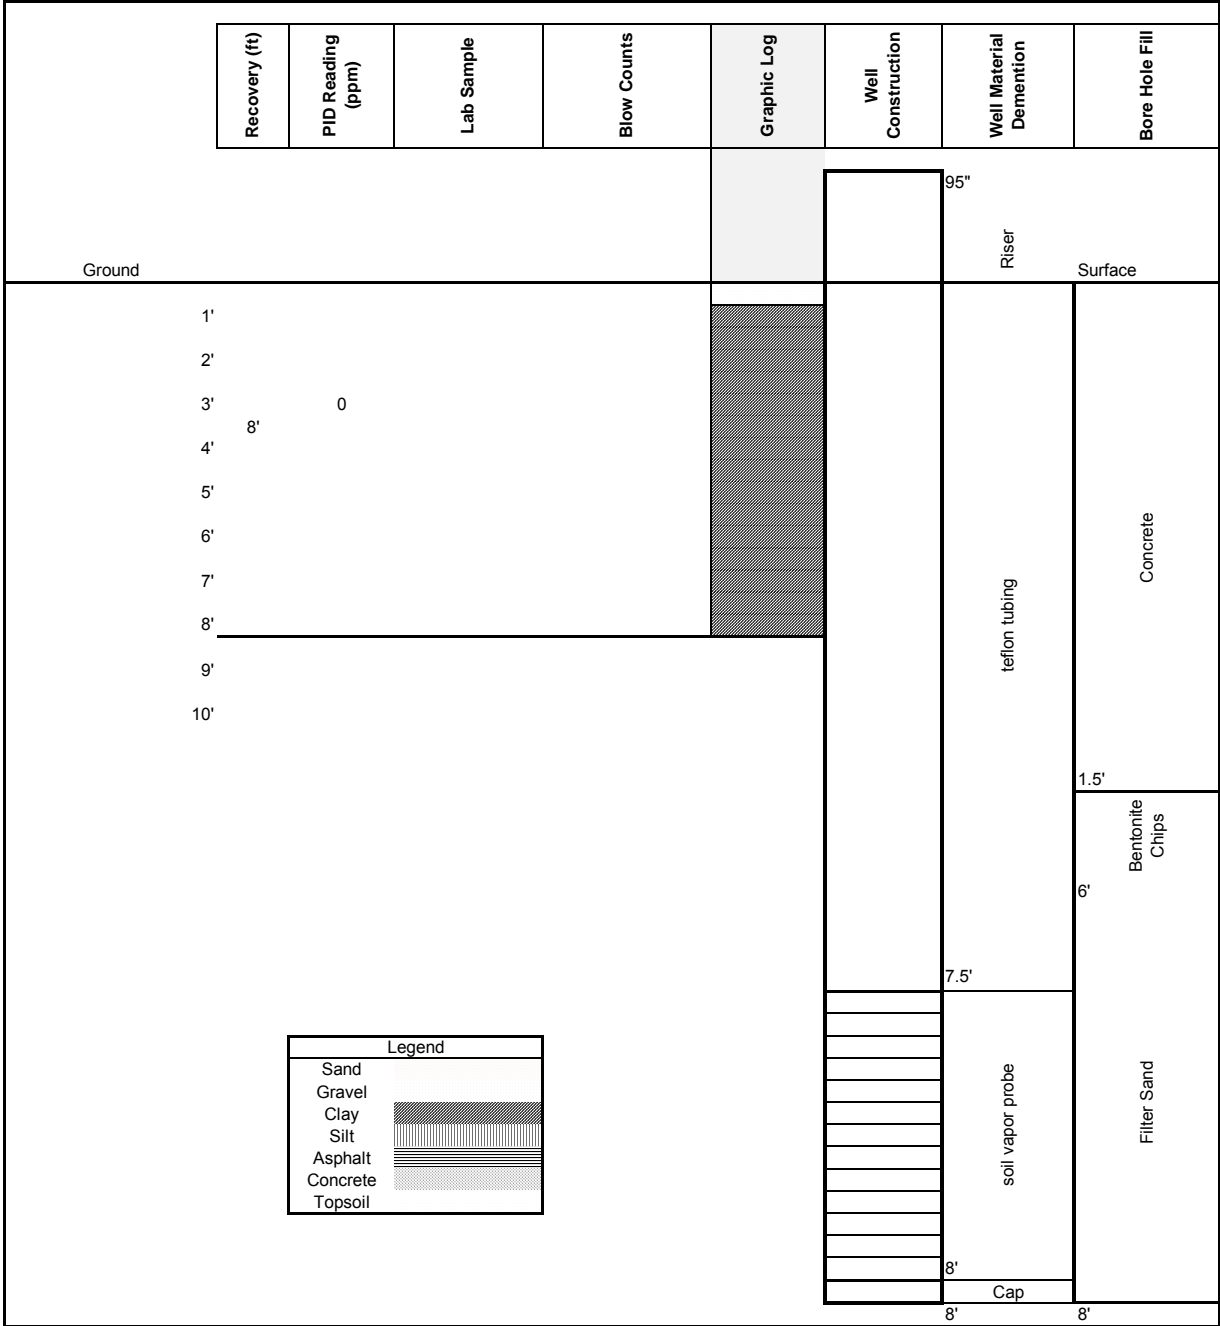 Recovery (ft)
PID Reading
(ppm)
Lab Sample
Blow Counts
Graphic Log
Well
Construction
Well Material
Demention
Bore Hole Fill
95"
Riser
Ground
Surface
1'
2'
3'
0
8'
4'
5'
6'
7'
8'
9'
10'
teflon tubing
Concrete
1.5'
Bentonite
Chips
6'
7.5'
Legend
Sand
Gravel
Clay
Silt
Asphalt
Concrete
Topsoil
soil vapor probe
Filter Sand
8'
Cap
8'
8'